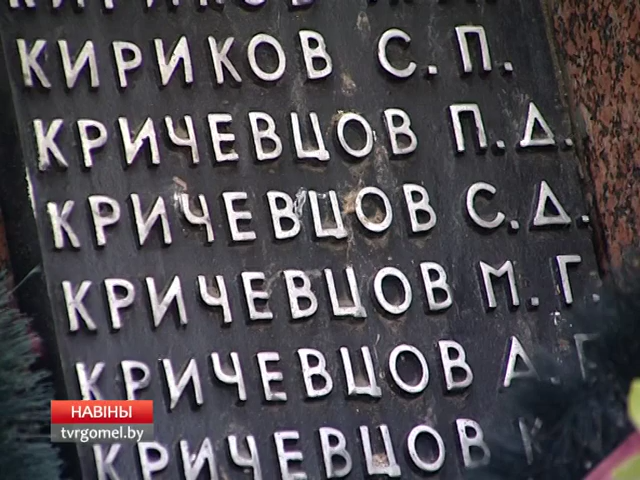 КИРИКОВ С.П.
КРИЧЕВЦОВ П.Д.
КРИЧЕВЦОВ С.Д.
КРИЧЕВЦОВ М.Г
КРИЧЕВЦОВ А.
КРИЧЕВЦОВ
НАВІНЫ
tvrgomel.by